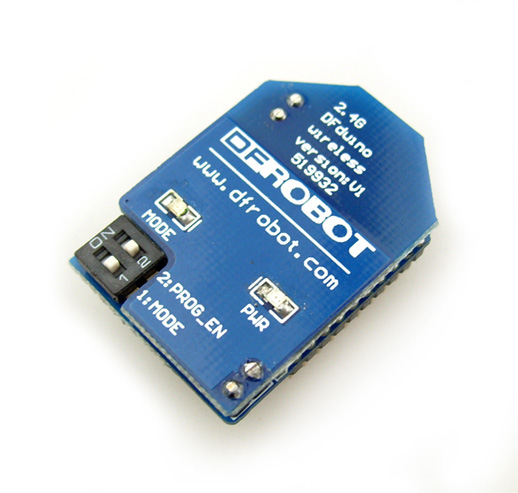 2.4G
DFduino
wireless
version:V1
519932
DFROBOT
www.dfrobot.com
MODE
ON
1 2
PWR
2:PROG_EN
1:MODE